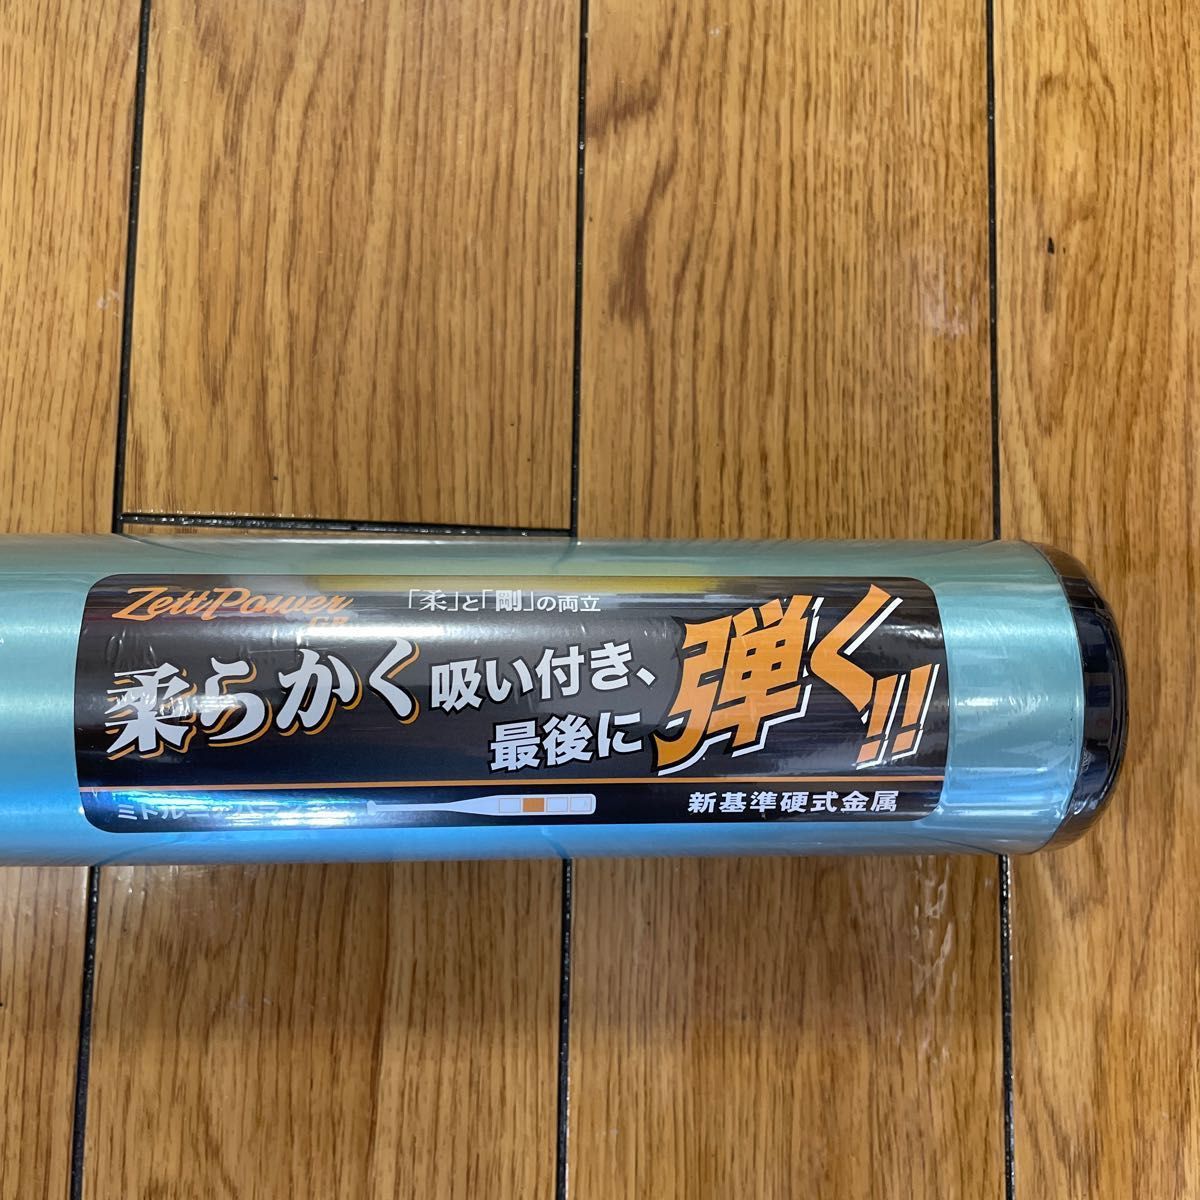 ZettPower
「柔」と「剛」の両立
柔らかく吸い付き、
最後に弾く!!
新基準硬式金属